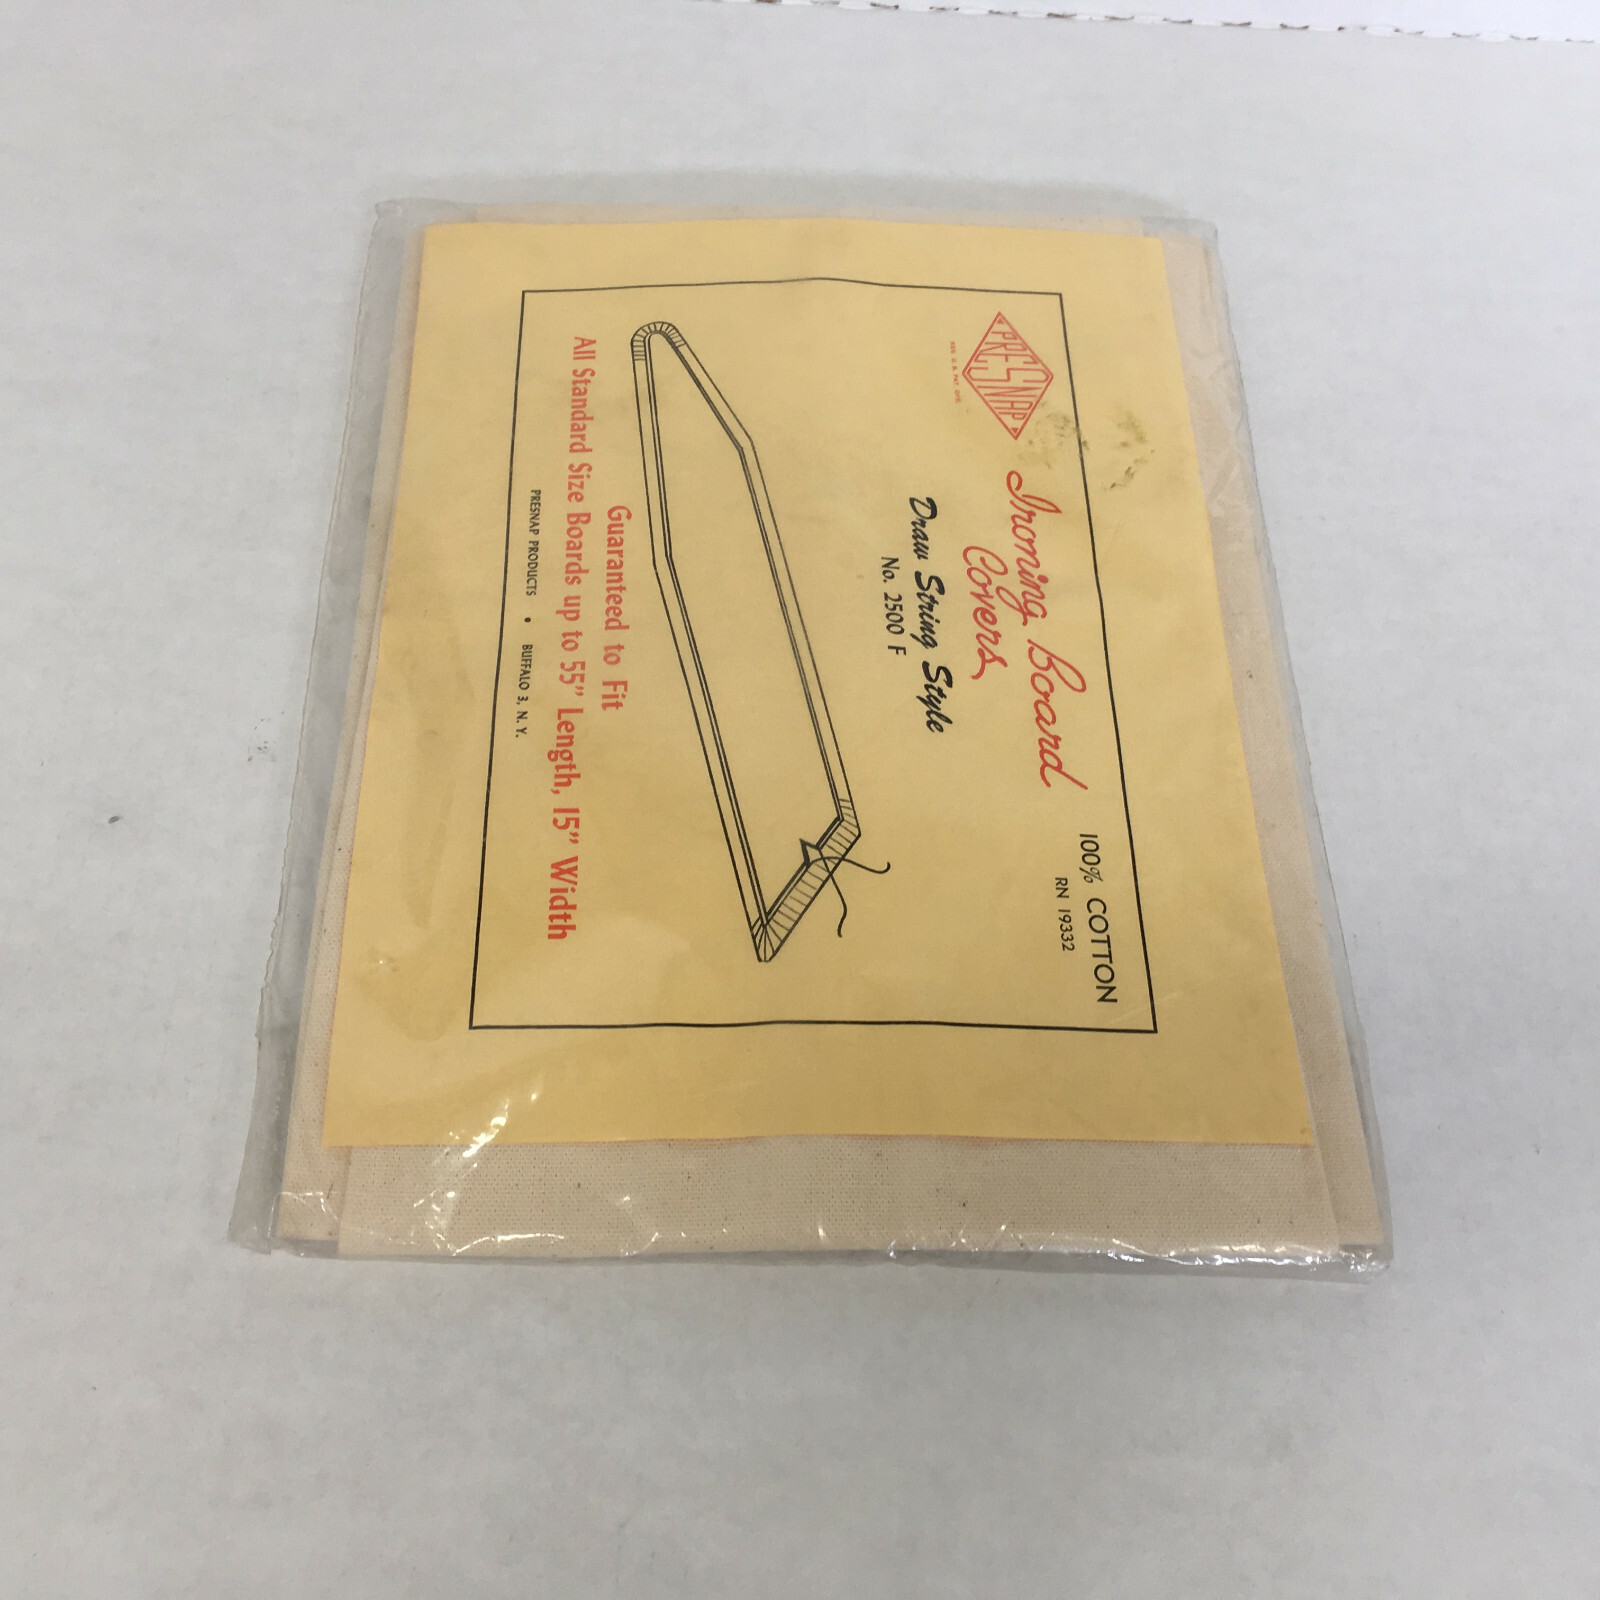 PRESNAP
REG. U.S. PAT. OFF.
100% COTTON
RN 19332
Ironing Board
Covers
Draw String Style
No. 2500 F
Guaranteed to Fit
All Standard Size Boards up to 55" Length, 15" Width
PRESNAP PRODUCTS • BUFFALO 3, N. Y.